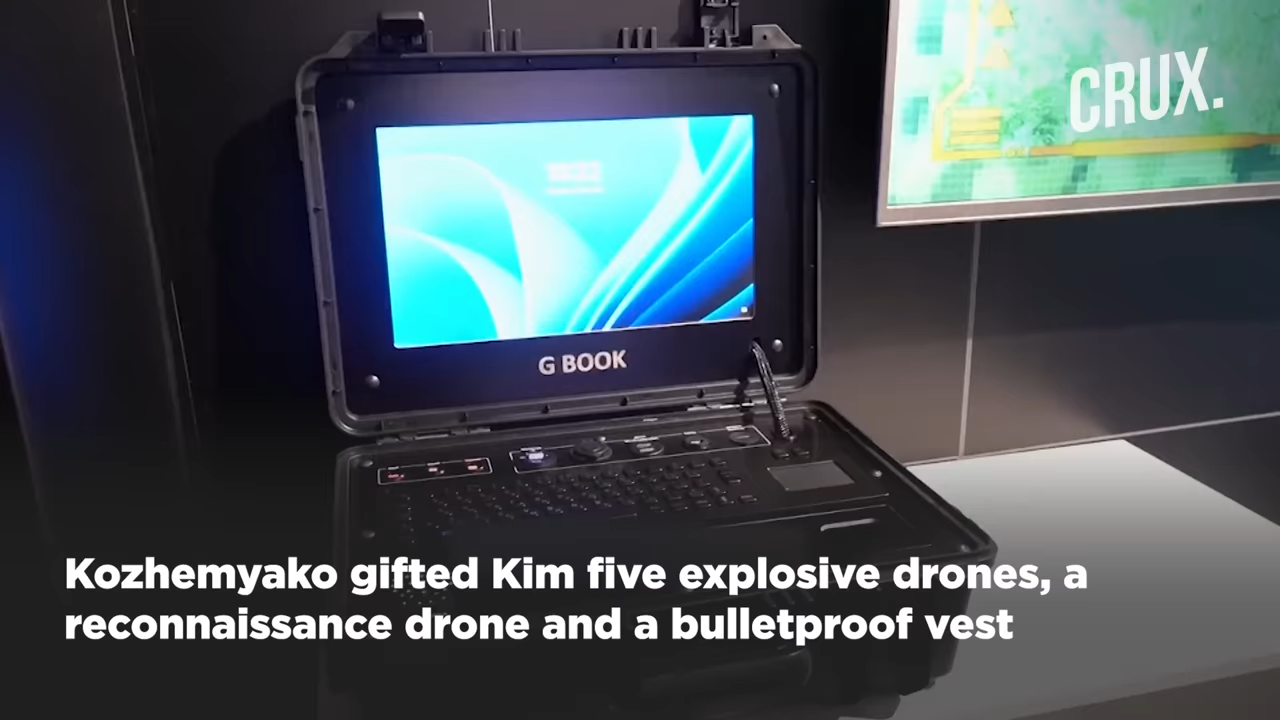 CRUX.
G BOOK
Kozhemyako gifted Kim five explosive drones, a
reconnaissance drone and a bulletproof vest